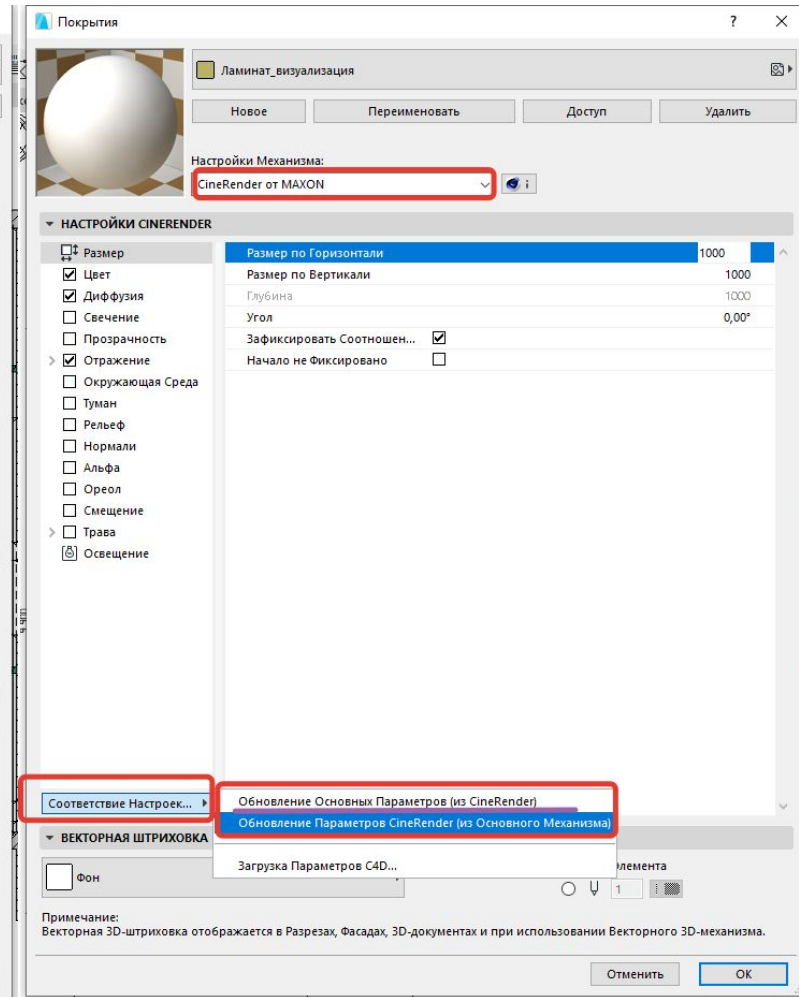 Покрытия
? X
Ламинат_визуализация
Новое Переименовать Доступ Удалить
Настройки Механизма:
CineRender от MAXON i
НАСТРОЙКИ CINERENDER
Размер Размер по Горизонтали 1000
Цвет Размер по Вертикали 1000
Диффузия Глубина 1000
Свечение Угол 0,00°
Прозрачность Зафиксировать Соотношен...
Отражение Начало не Фиксировано
Окружающая Среда
Туман
Рельеф
Нормали
Альфа
Ореол
Смещение
Трава
Освещение
Соответствие Настроек... Обновление Основных Параметров (из CineRender)
Обновление Параметров CineRender (из Основного Механизма)
ВЕКТОРНАЯ ШТРИХОВКА
Загрузка Параметров C4D...
Фон 1
Примечание:
Векторная 3D-штриховка отображается в Разрезах, Фасадах, 3D-документах и при использовании Векторного 3D-механизма.
Отменить OK